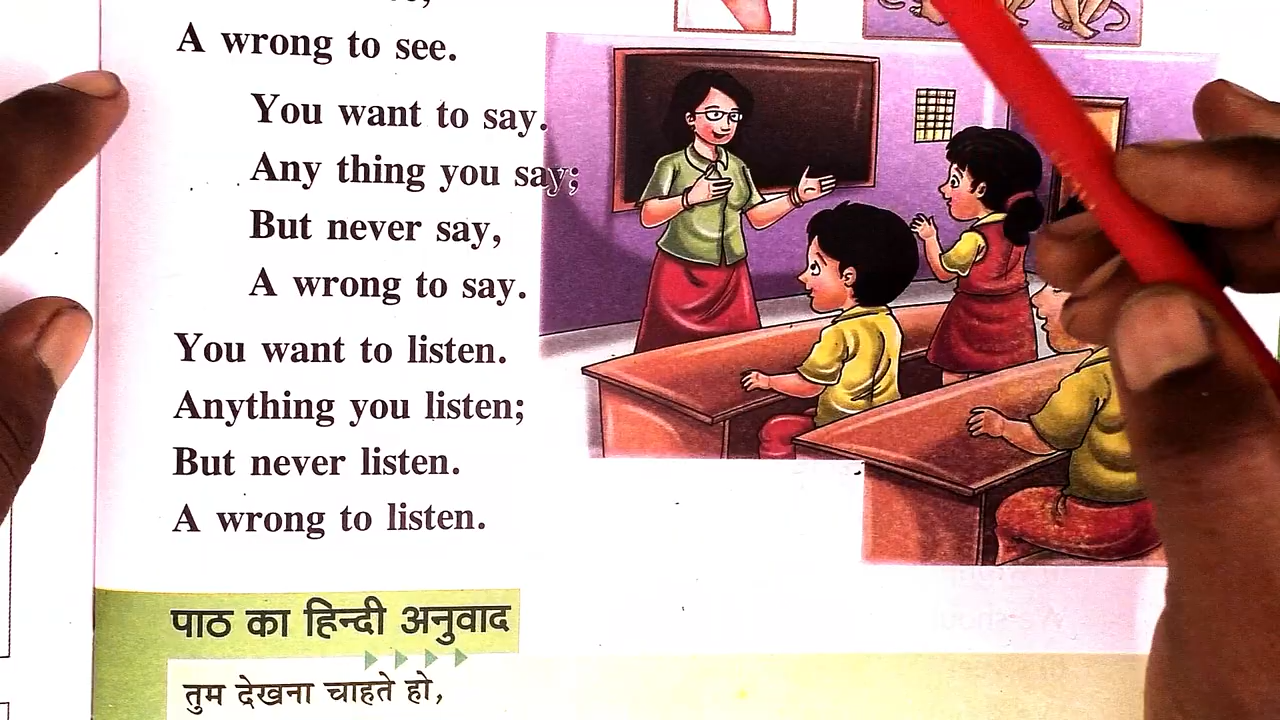 A wrong to see.
You want to say.
Any thing you say;
But never say,
A wrong to say.
You want to listen.
Anything you listen;
But never listen.
A wrong to listen.
पाठ का हिन्दी अनुवाद
तुम देखना चाहते हो,